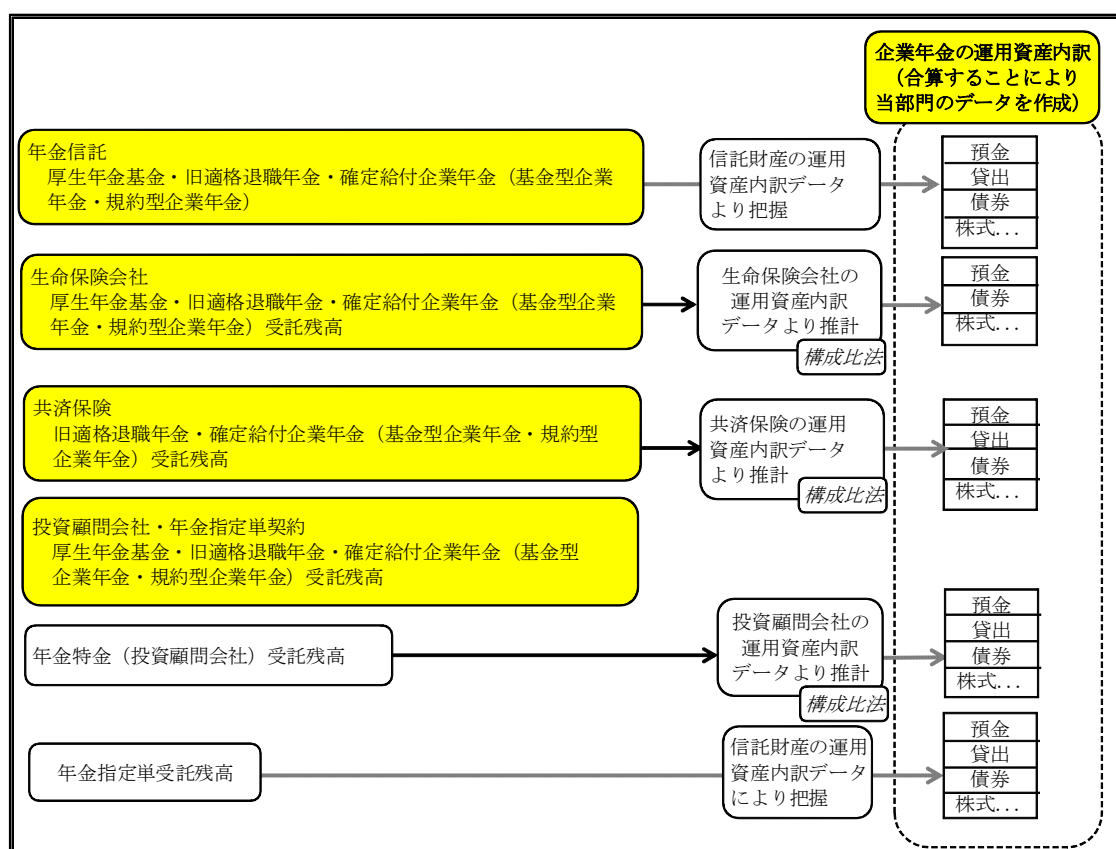 企業年金の運用資産内訳
（合算することにより
当部門のデータを作成）
年金信託
厚生年金基金・旧適格退職年金・確定給付企業年金（基金型企業
年金・規約型企業年金）
信託財産の運用
資産内訳データ
より把握
預金
貸出
債券
株式...
生命保険会社
厚生年金基金・旧適格退職年金・確定給付企業年金（基金型企業
年金・規約型企業年金）受託残高
生命保険会社の
運用資産内訳
データより推計
構成比法
預金
債券
株式...
共済保険
旧適格退職年金・確定給付企業年金（基金型企業年金・規約型
企業年金）受託残高
共済保険の運用
資産内訳データ
より推計
構成比法
預金
貸出
債券
株式...
投資顧問会社・年金指定単契約
厚生年金基金・旧適格退職年金・確定給付企業年金（基金型
企業年金・規約型企業年金）受託残高
年金特金（投資顧問会社）受託残高
投資顧問会社の
運用資産内訳
データより推計
構成比法
預金
貸出
債券
株式...
年金指定単受託残高
信託財産の運用
資産内訳データ
により把握
預金
貸出
債券
株式...